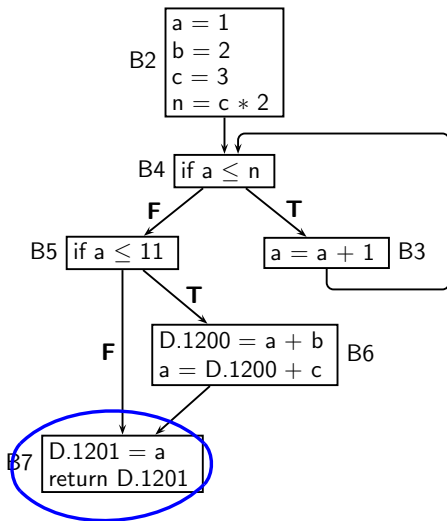 a = 1
b = 2
c = 3
n = c ∗ 2
B2
B4
if a ≤ n
F
T
B5
if a ≤ 11
a = a + 1
B3
T
F
D.1200 = a + b
a = D.1200 + c
B6
B7
D.1201 = a
return D.1201